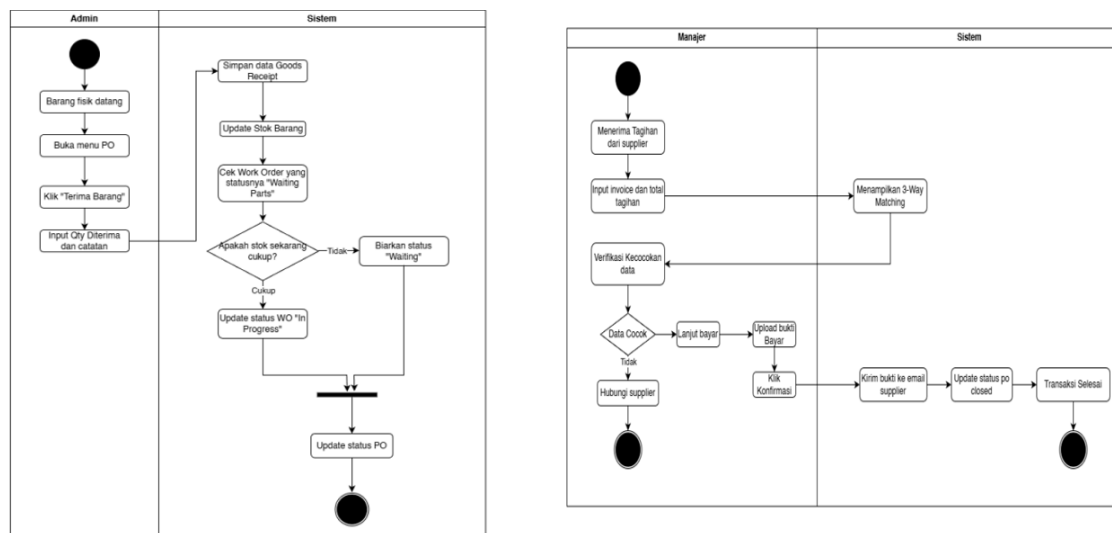 Admin
Sistem
Barang fisik datang
Buka menu PO
Klik "Terima Barang"
Input Qty Diterima
dan catatan
Simpan data Goods
Receipt
Update Stok Barang
Cek Work Order yang
statusnya "Waiting
Parts"
Apakah stok sekarang
cukup?
Tidak
Biarkan status
"Waiting"
Cukup
Update status WO "In
Progress"
Update status PO
Manajer
Sistem
Menerima Tagihan
dari supplier
Input invoice dan total
tagihan
Menampilkan 3-Way
Matching
Verifikasi Kecocokan
data
Data Cocok
Lanjut bayar
Upload bukti
Bayar
Tidak
Klik
Konfirmasi
Hubungi supplier
Kirim bukti ke email
supplier
Update status po
closed
Transaksi Selesai